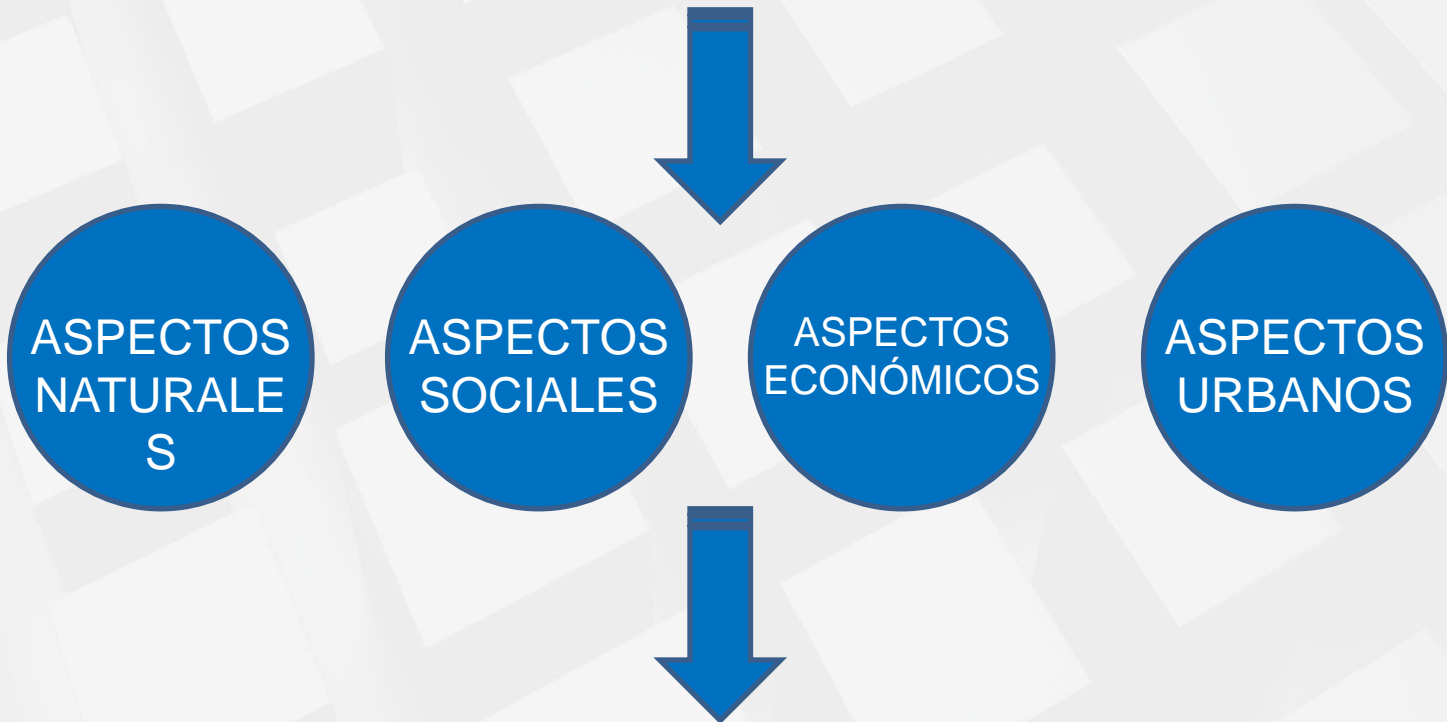 ASPECTOS
NATURALE
S
ASPECTOS
SOCIALES
ASPECTOS
ECONÓMICOS
ASPECTOS
URBANOS